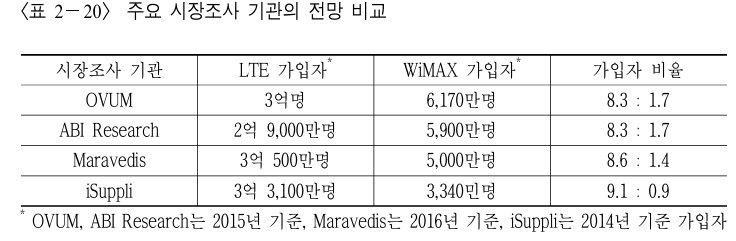 〈표 2－20〉 주요 시장조사 기관의 전망 비교
시장조사 기관 LTE 가입자* WiMAX 가입자* 가입자 비율
OVUM 3억명 6,170만명 8.3 : 1.7
ABI Research 2억 9,000만명 5,900만명 8.3 : 1.7
Maravedis 3억 500만명 5,000만명 8.6 : 1.4
iSuppli 3억 3,100만명 3,340만명 9.1 : 0.9
* OVUM, ABI Research는 2015년 기준, Maravedis는 2016년 기준, iSuppli는 2014년 기준 가입자